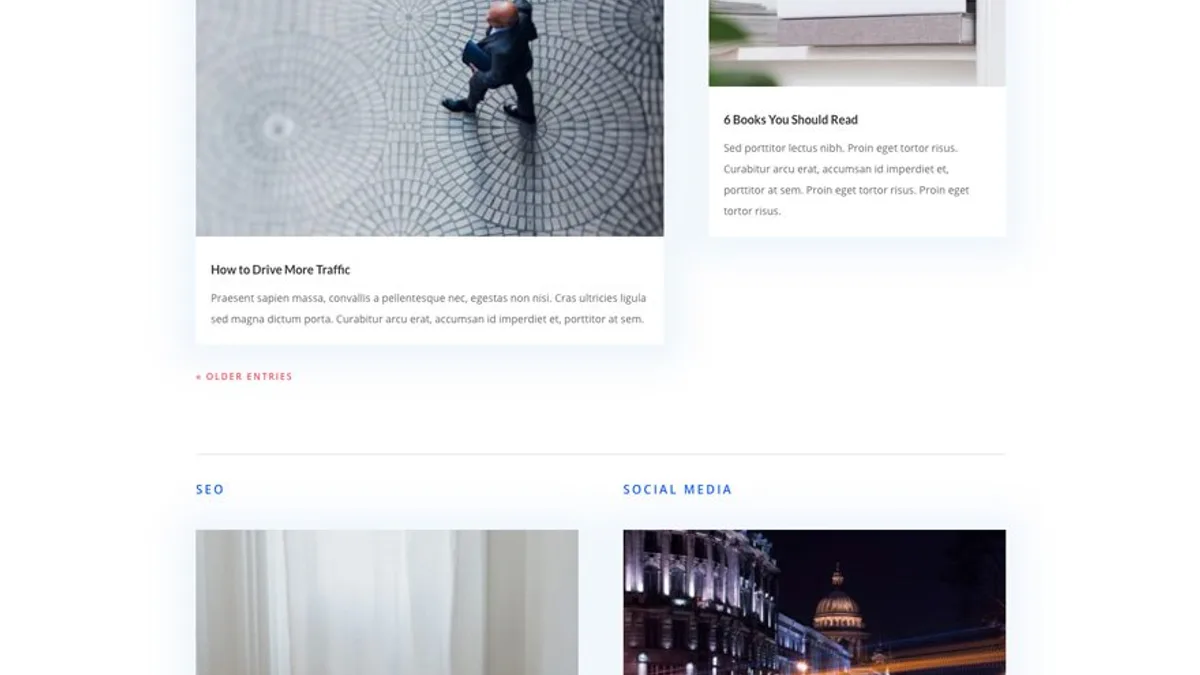 6 Books You Should Read
Sed porttitor lectus nibh. Proin eget tortor risus.
Curabitur arcu erat, accumsan id imperdiet et,
porttitor at sem. Proin eget tortor risus. Proin eget
tortor risus.
How to Drive More Traffic
Praesent sapien massa, convallis a pellentesque nec, egestas non nisi. Cras ultricies ligula
sed magna dictum porta. Curabitur arcu erat, accumsan id imperdiet et, porttitor at sem.
« OLDER ENTRIES
SEO
SOCIAL MEDIA